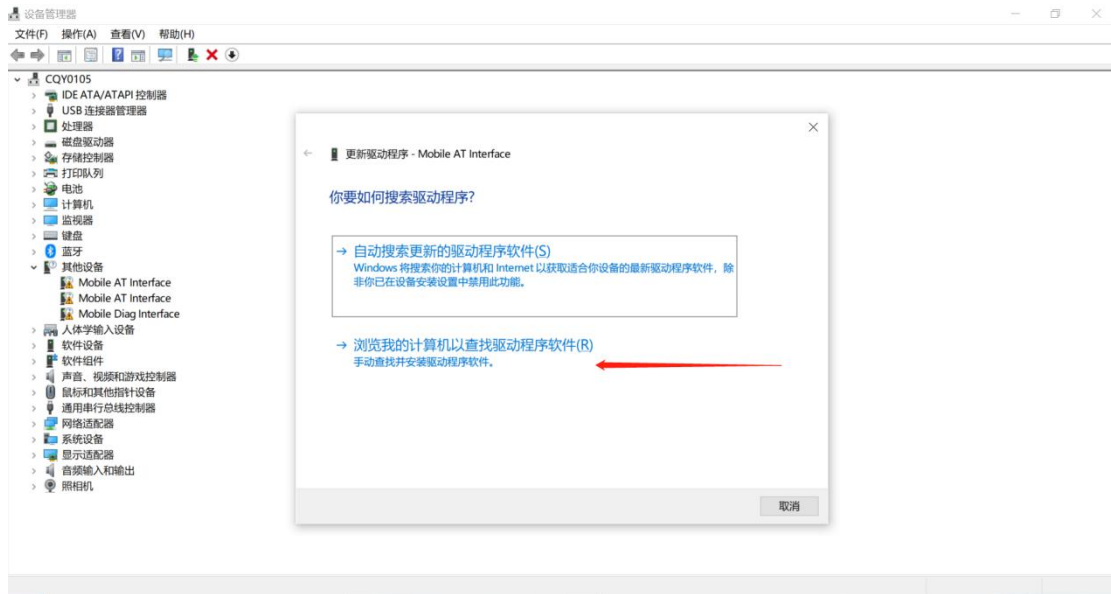 设备管理器
文件(F) 操作(A) 查看(V) 帮助(H)
CQY0105
IDE ATA/ATAPI 控制器
USB 连接器管理器
处理器
磁盘驱动器
存储控制器
打印队列
电池
计算机
监视器
键盘
蓝牙
其他设备
Mobile AT Interface
Mobile AT Interface
Mobile Diag Interface
人体学输入设备
软件设备
软件组件
声音、视频和游戏控制器
鼠标和其他指针设备
通用串行总线控制器
网络适配器
系统设备
显示适配器
音频输入和输出
照相机
更新驱动程序 - Mobile AT Interface
你要如何搜索驱动程序?
自动搜索更新的驱动程序软件(S)
Windows 将搜索你的计算机和 Internet 以获取适合你设备的最新驱动程序软件，除
非你已在设备安装设置中禁用此功能。
浏览我的计算机以查找驱动程序软件(R)
手动查找并安装驱动程序软件。
取消